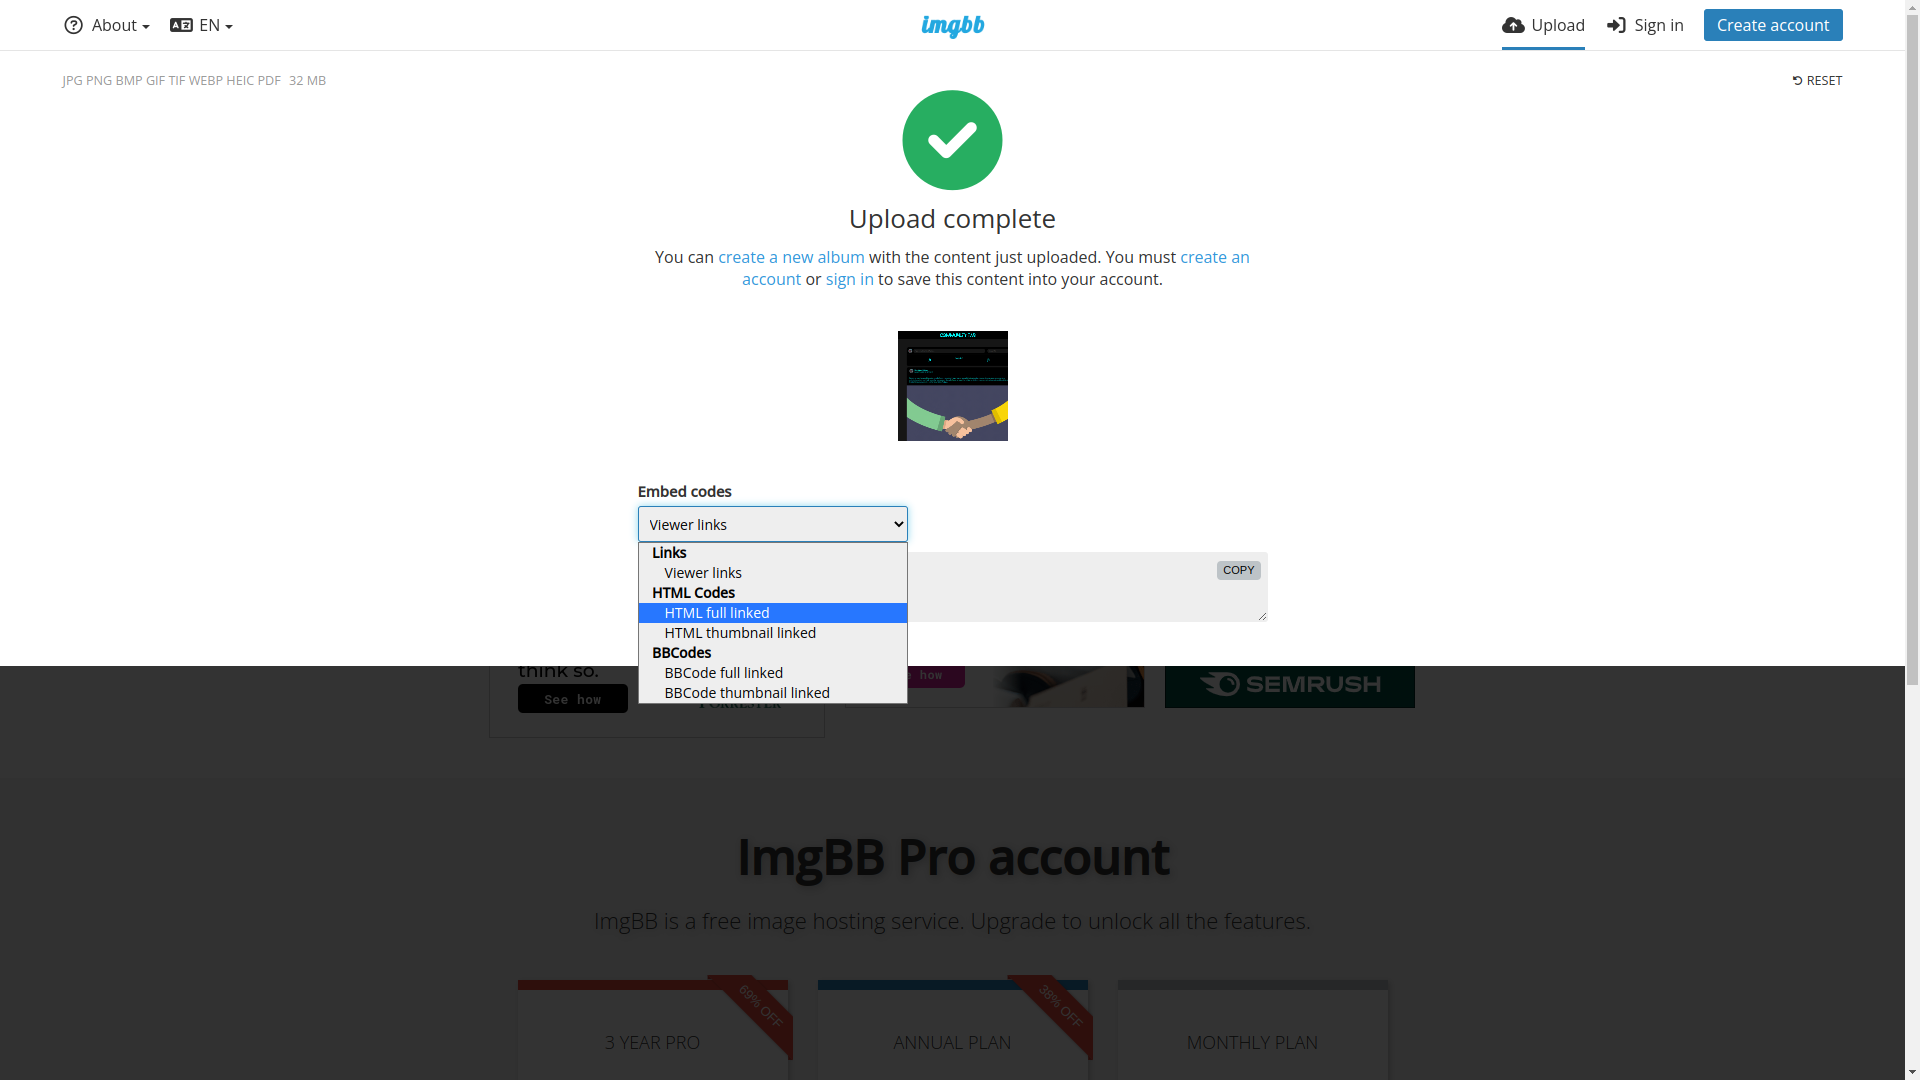 About
EN
imgbb
Upload
Sign in
Create account
JPG PNG BMP GIF TIF WEBP HEIC PDF 32 MB
RESET
Upload complete
You can create a new album with the content just uploaded. You must create an
account or sign in to save this content into your account.
Embed codes
Viewer links
Links
Viewer links
COPY
HTML Codes
HTML full linked
HTML thumbnail linked
BBCodes
BBCode full linked
BBCode thumbnail linked
think so.
See how
how
SEMRUSH
ImgBB Pro account
ImgBB is a free image hosting service. Upgrade to unlock all the features.
69% OFF
38% OFF
3 YEAR PRO
ANNUAL PLAN
MONTHLY PLAN